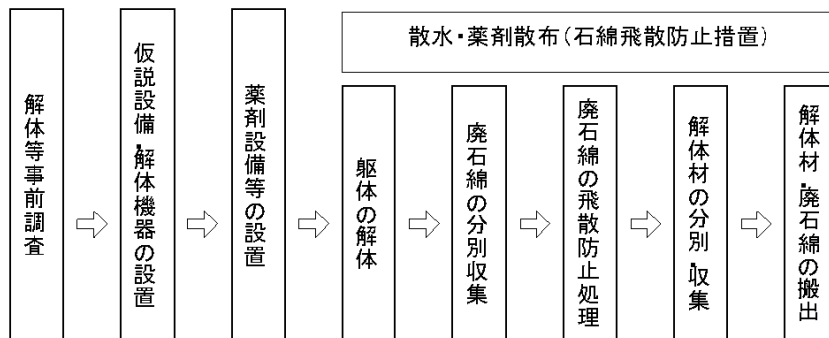 散水・薬剤散布(石綿飛散防止措置)
解体等事前調査
仮説設備・解体機器の設置
薬剤設備等の設置
躯体の解体
廃石綿の分別収集
廃石綿の飛散防止処理
解体材の分別・収集
解体材・廃石綿の搬出